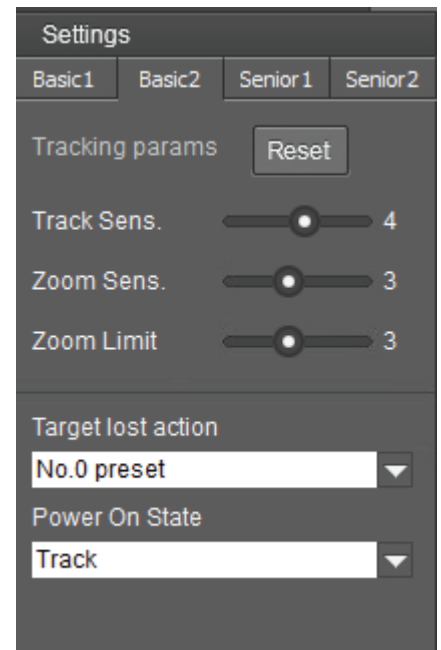 Settings
Basic1 Basic2 Senior1 Senior2
Tracking params Reset
Track Sens. 4
Zoom Sens. 3
Zoom Limit 3
Target lost action
No.0 preset
Power On State
Track